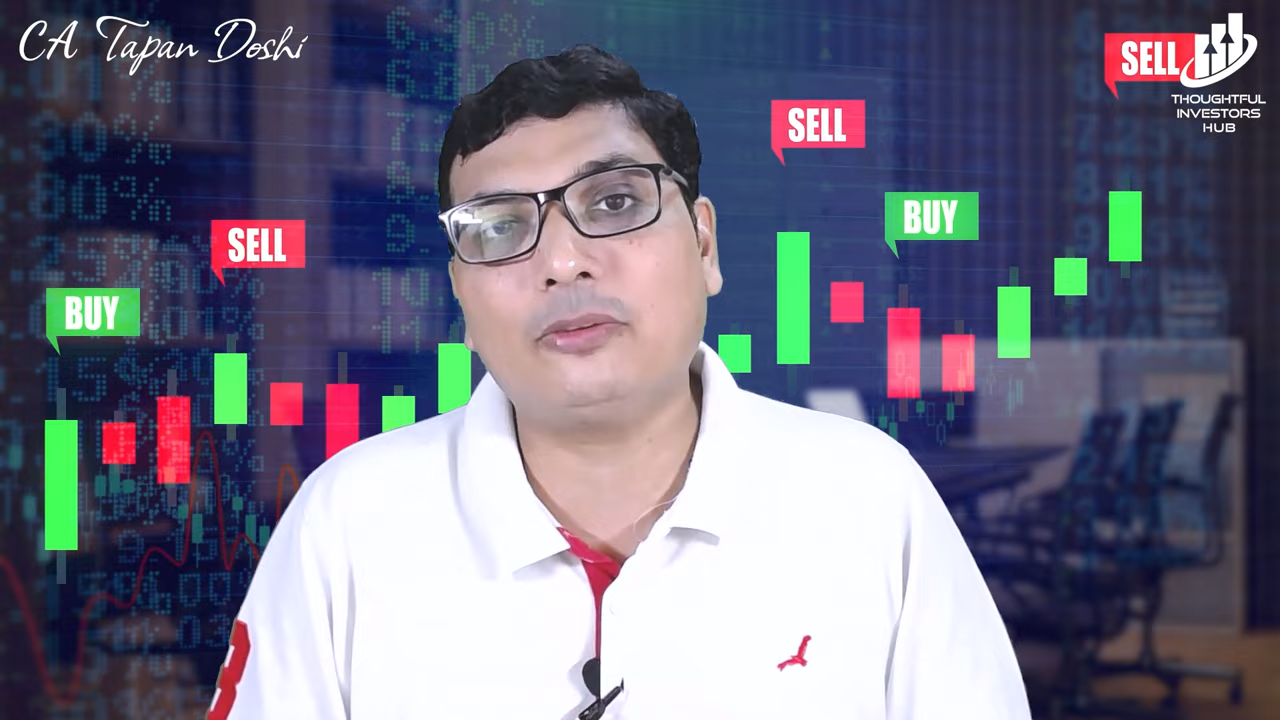 CA Tapan Doshi
SELL
THOUGHTFUL
INVESTORS
HUB
SELL
BUY
SELL
BUY